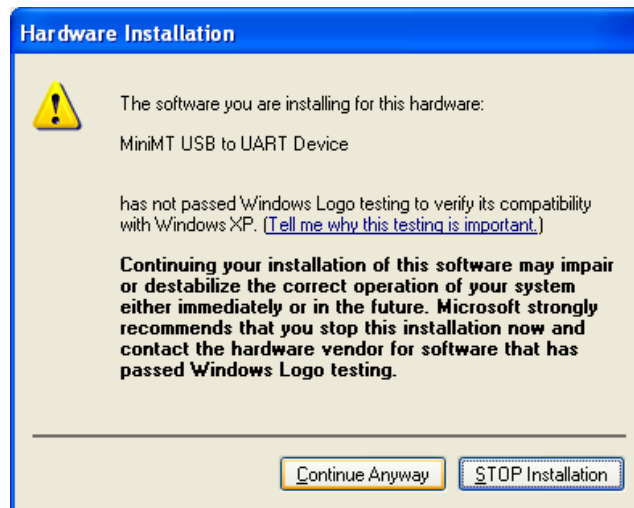 Hardware Installation
The software you are installing for this hardware:
MiniMT USB to UART Device
has not passed Windows Logo testing to verify its compatibility
with Windows XP. (Tell me why this testing is important.)
Continuing your installation of this software may impair
or destabilize the correct operation of your system
either immediately or in the future. Microsoft strongly
recommends that you stop this installation now and
contact the hardware vendor for software that has
passed Windows Logo testing.
Continue Anyway
STOP Installation